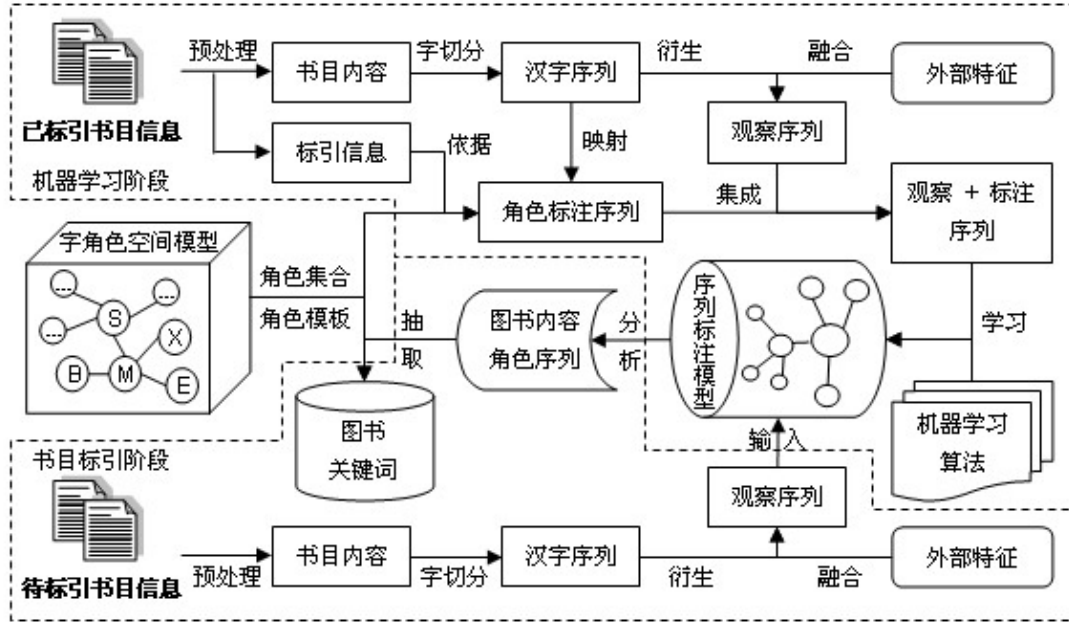 预处理
书目内容
字切分
汉字序列
衍生
融合
外部特征
已标引书目信息
标引信息
依据
映射
观察序列
机器学习阶段
角色标注序列
集成
观察 + 标注
序列
字角色空间模型
...
...
...
S
X
B
M
E
角色集合
角色模板
抽
取
图书内容
角色序列
分
析
序列标注模型
学习
机器学习
算法
图书
关键词
输入
书目标引阶段
观察序列
待标引书目信息
预处理
书目内容
字切分
汉字序列
衍生
融合
外部特征